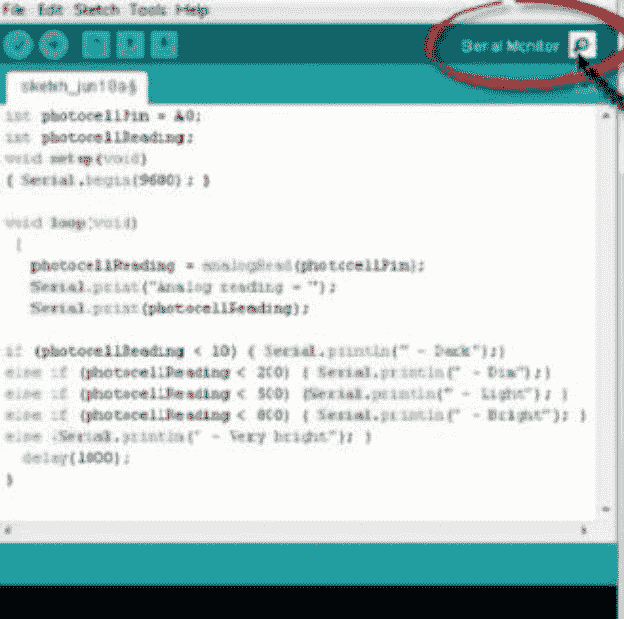 File Edit Sketch Tools Help
Serial Monitor
sketch_jun10a§
int photocellPin = A0;
int photocellReading;
void setup(void)
{ Serial.begin(9600); }
void loop(void)
{
photocellReading = analogRead(photocellPin);
Serial.print("Analog reading = ");
Serial.print(photocellReading);
if (photocellReading < 10) { Serial.println(" - Dark");}
else if (photocellReading < 200) { Serial.println(" - Dim");}
else if (photocellReading < 500) {Serial.println(" - Light"); }
else if (photocellReading < 800) { Serial.println(" - Bright"); }
else {Serial.println(" - Very bright"); }
delay(1000);
}